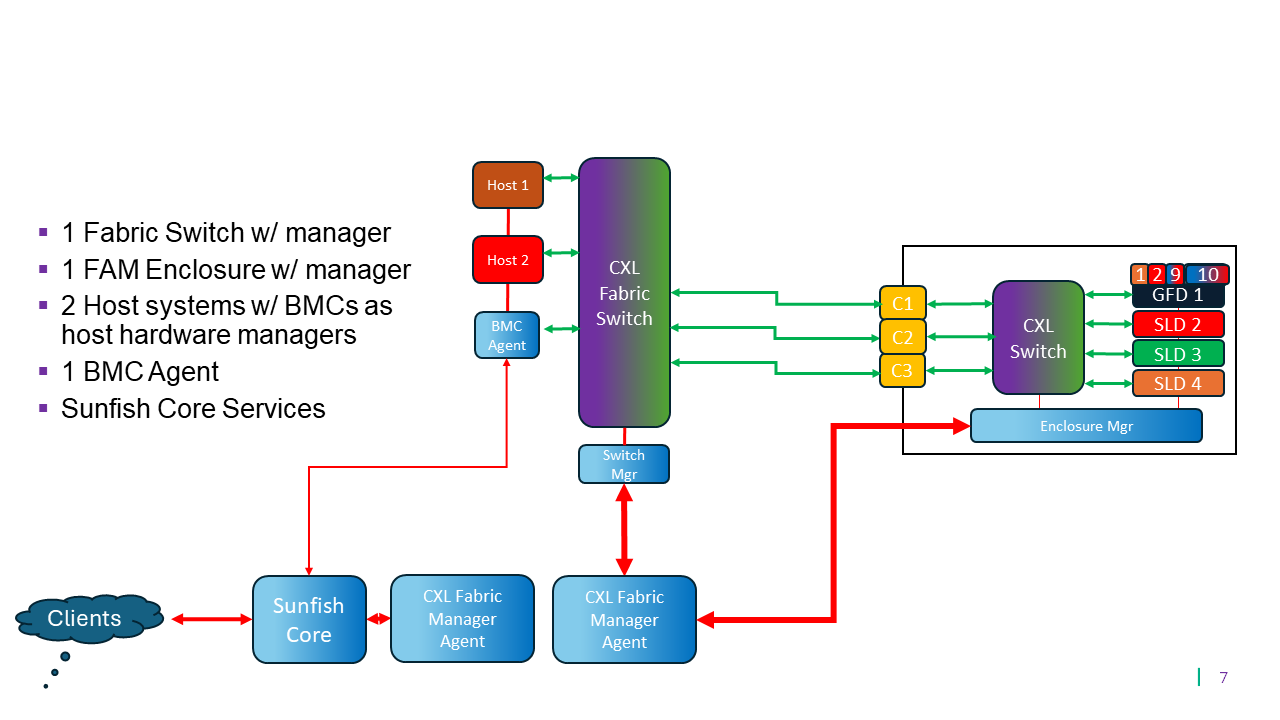 ▪ 1 Fabric Switch w/ manager
▪ 1 FAM Enclosure w/ manager
▪ 2 Host systems w/ BMCs as
host hardware managers
▪ 1 BMC Agent
▪ Sunfish Core Services
Host 1
Host 2
BMC
Agent
CXL
Fabric
Switch
Switch
Mgr
C1
C2
C3
CXL
Switch
1 2 9 10
GFD 1
SLD 2
SLD 3
SLD 4
Enclosure Mgr
Clients
Sunfish
Core
CXL Fabric
Manager
Agent
CXL Fabric
Manager
Agent
7